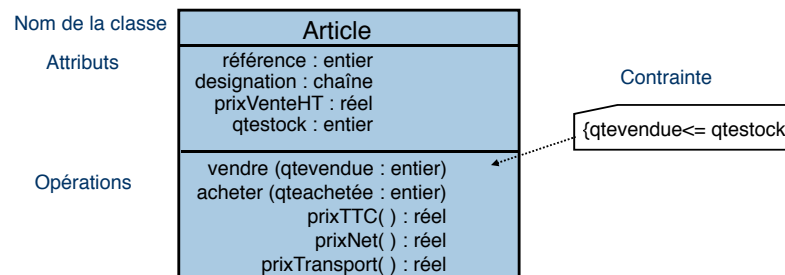 Nom de la classe
Article
Attributs
référence : entier
designation : chaîne
prixVenteHT : réel
qtestock : entier
Contrainte
{qtevendue<= qtestock
Opérations
vendre (qtevendue : entier)
acheter (qteachetée : entier)
prixTTC( ) : réel
prixNet( ) : réel
prixTransport( ) : réel